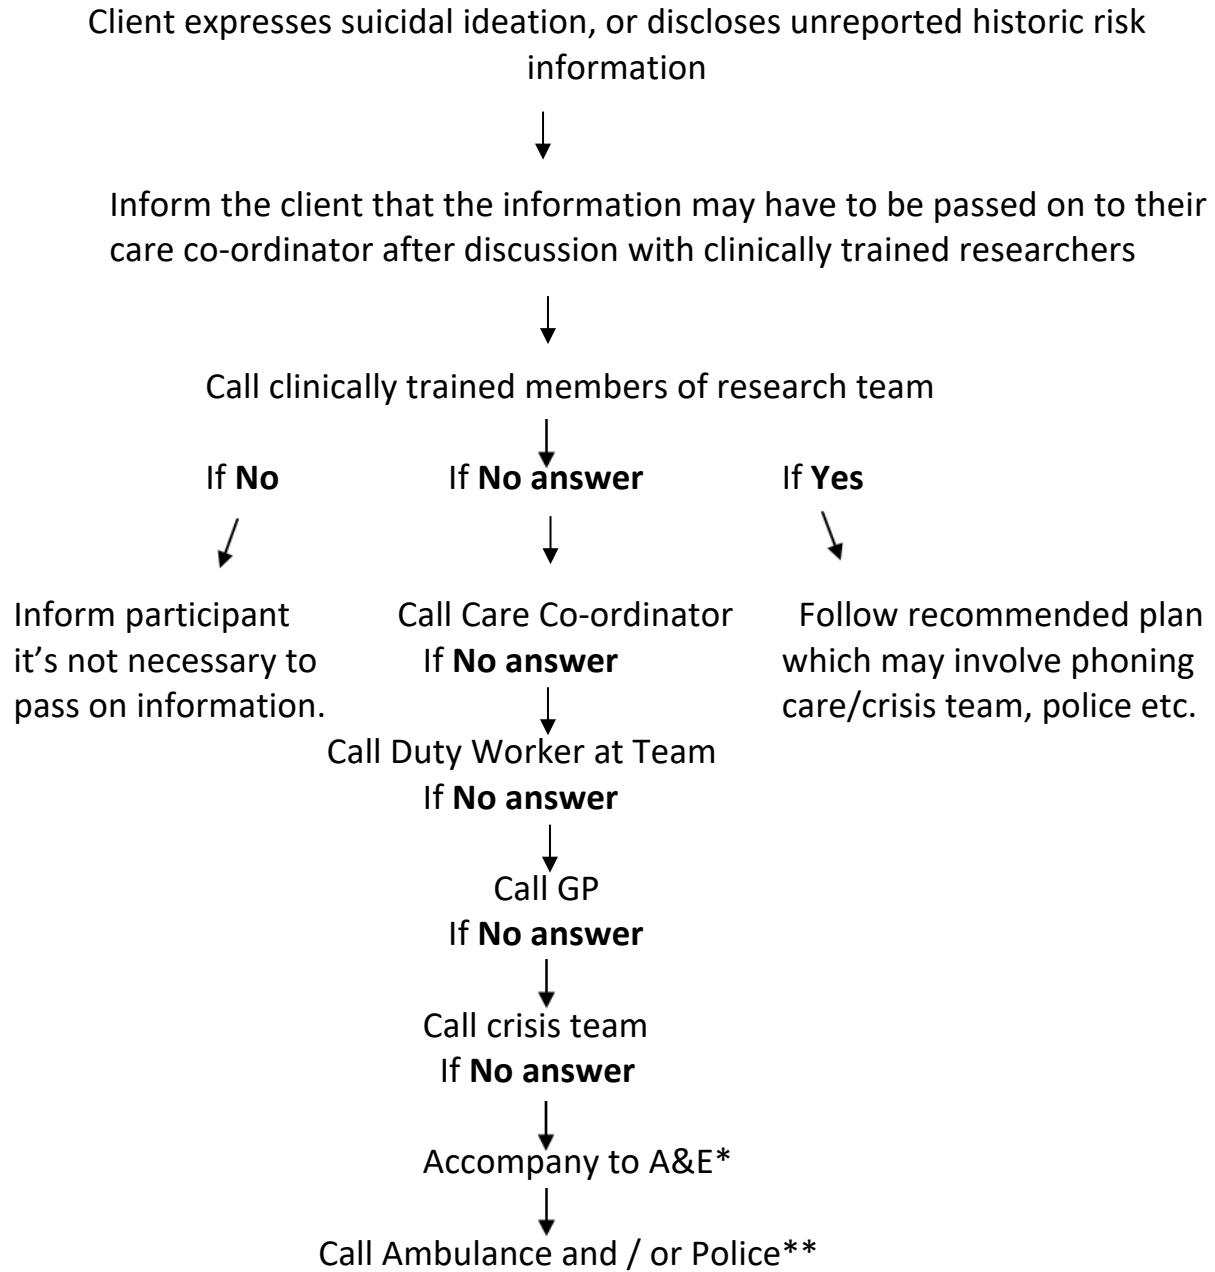 Client expresses suicidal ideation, or discloses unreported historic risk
information
Inform the client that the information may have to be passed on to their
care co-ordinator after discussion with clinically trained researchers
Call clinically trained members of research team
If No
If No answer
If Yes
Inform participant
it’s not necessary to
pass on information.
Call Care Co-ordinator
If No answer
Follow recommended plan
which may involve phoning
care/crisis team, police etc.
Call Duty Worker at Team
If No answer
Call GP
If No answer
Call crisis team
If No answer
Accompany to A&E*
Call Ambulance and / or Police**